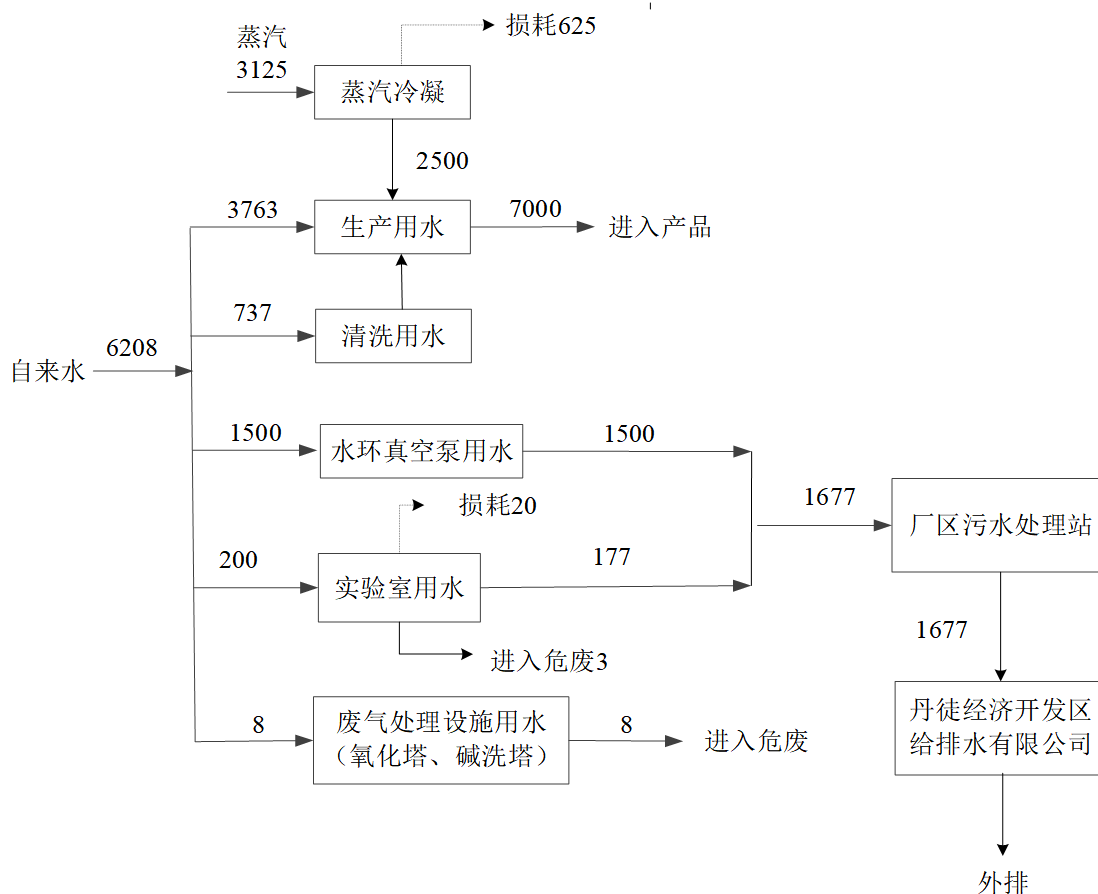 损耗625
蒸汽
3125
蒸汽冷凝
2500
3763
生产用水
7000
进入产品
737
清洗用水
自来水
6208
1500
水环真空泵用水
1500
损耗20
1677
厂区污水处理站
200
实验室用水
177
进入危废3
1677
8
废气处理设施用水
（氧化塔、碱洗塔）
8
进入危废
丹徒经济开发区
给排水有限公司
外排